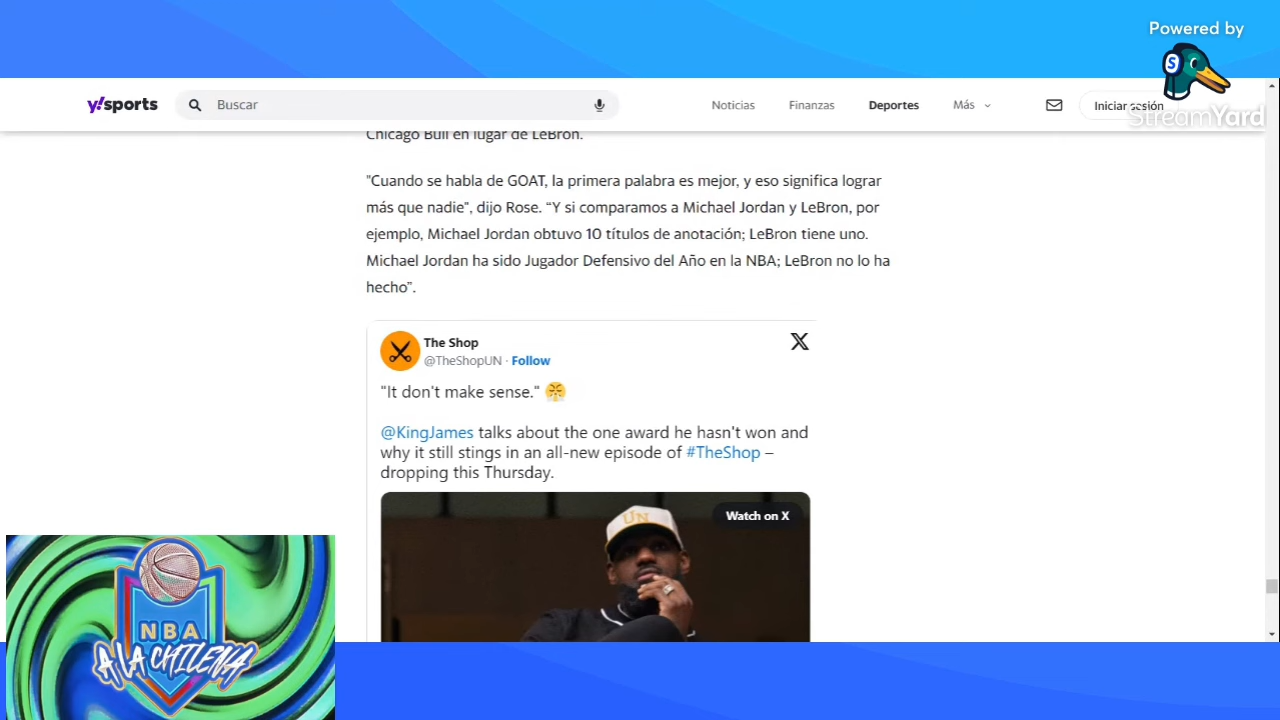 Powered by
StreamYard
y!sports
Buscar
Noticias
Finanzas
Deportes
Más
Iniciar sesión
Chicago Bull en lugar de LeBron.
"Cuando se habla de GOAT, la primera palabra es mejor, y eso significa lograr
más que nadie", dijo Rose. “Y si comparamos a Michael Jordan y LeBron, por
ejemplo, Michael Jordan obtuvo 10 títulos de anotación; LeBron tiene uno.
Michael Jordan ha sido Jugador Defensivo del Año en la NBA; LeBron no lo ha
hecho”.
The Shop
@TheShopUN · Follow
"It don't make sense." 😤
@KingJames talks about the one award he hasn't won and
why it still stings in an all-new episode of #TheShop –
dropping this Thursday.
Watch on X
UN
NBA
A LA CHILENA